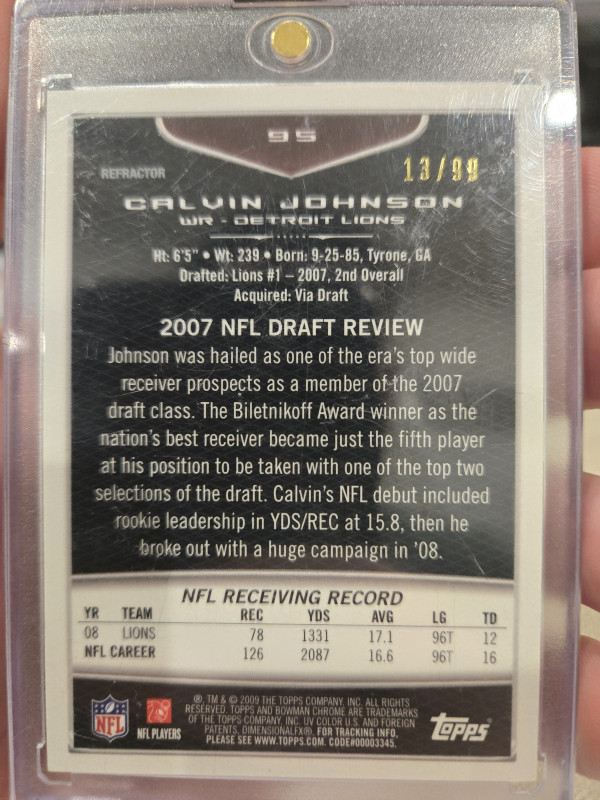 95
REFRACTOR
13/99
CALVIN JOHNSON
WR - DETROIT LIONS
Ht: 6'5" • Wt: 239 • Born: 9-25-85, Tyrone, GA
Drafted: Lions #1 – 2007, 2nd Overall
Acquired: Via Draft
2007 NFL DRAFT REVIEW
Johnson was hailed as one of the era's top wide
receiver prospects as a member of the 2007
draft class. The Biletnikoff Award winner as the
nation's best receiver became just the fifth player
at his position to be taken with one of the top two
selections of the draft. Calvin's NFL debut included
rookie leadership in YDS/REC at 15.8, then he
broke out with a huge campaign in '08.
NFL RECEIVING RECORD
YR TEAM REC YDS AVG LG TD
08 LIONS 78 1331 17.1 96T 12
NFL CAREER 126 2087 16.6 96T 16
®, TM & © 2009 THE TOPPS COMPANY, INC. ALL RIGHTS
RESERVED. TOPPS AND BOWMAN CHROME ARE TRADEMARKS
OF THE TOPPS COMPANY, INC. UV COLOR U.S. AND FOREIGN
PATENTS. DIMENSIONALFX®. FOR TRACKING INFO.
PLEASE SEE WWW.TOPPS.COM. CODE#00003345.
NFL
NFL PLAYERS
Topps